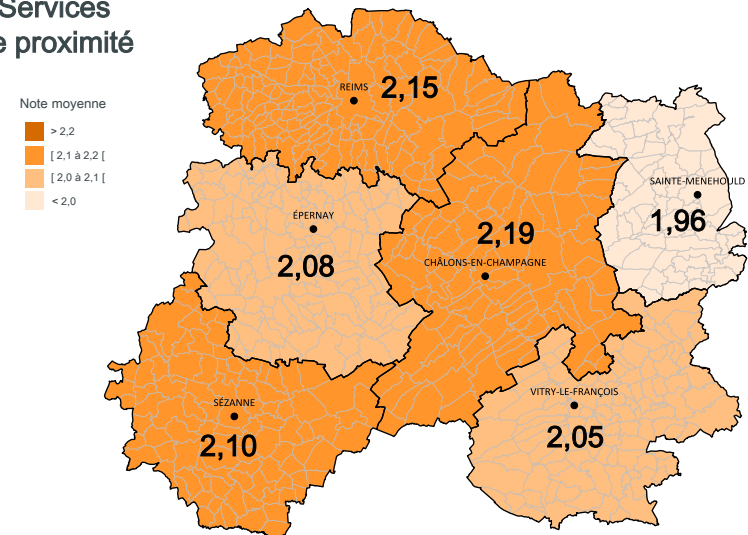 Services
e proximité
Note moyenne
> 2,2
[ 2,1 à 2,2 [
[ 2,0 à 2,1 [
< 2,0
REIMS
2,15
SAINTE-MENEHOULD
1,96
ÉPERNAY
2,08
2,19
CHÂLONS-EN-CHAMPAGNE
VITRY-LE-FRANÇOIS
2,05
SÉZANNE
2,10